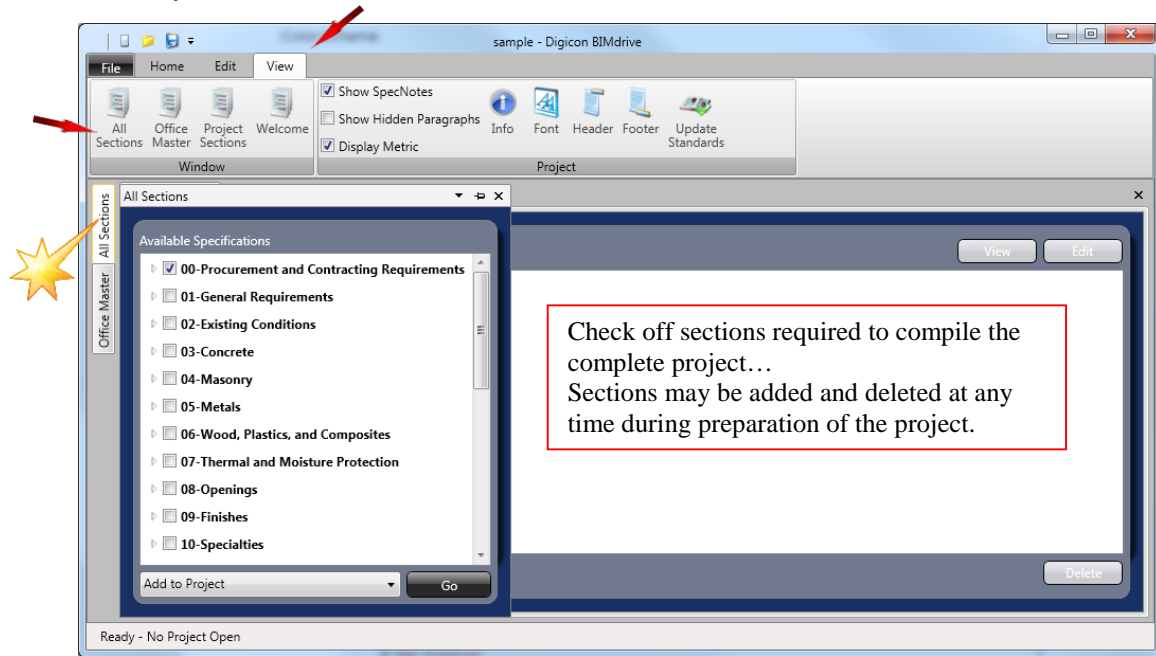 sample - Digicon BIMdrive
File Home Edit View
All Sections
Office Master
Project Sections
Welcome
Window
Show SpecNotes
Show Hidden Paragraphs
Display Metric
Info
Font
Header
Footer
Update Standards
Project
All Sections
Office Master
All Sections
Available Specifications
00-Procurement and Contracting Requirements
01-General Requirements
02-Existing Conditions
03-Concrete
04-Masonry
05-Metals
06-Wood, Plastics, and Composites
07-Thermal and Moisture Protection
08-Openings
09-Finishes
10-Specialties
Add to Project
Go
View
Edit
Check off sections required to compile the
complete project…
Sections may be added and deleted at any
time during preparation of the project.
Delete
Ready - No Project Open